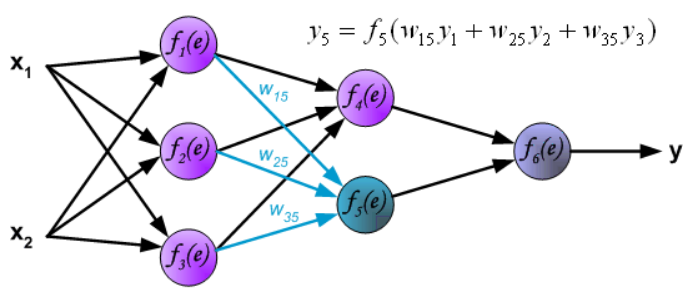 y₅ = f₅(w₁₅y₁ + w₂₅y₂ + w₃₅y₃)
f₁(e)
x₁
w₁₅
f₄(e)
f₂(e)
w₂₅
f₆(e)
y
f₅(e)
w₃₅
x₂
f₃(e)